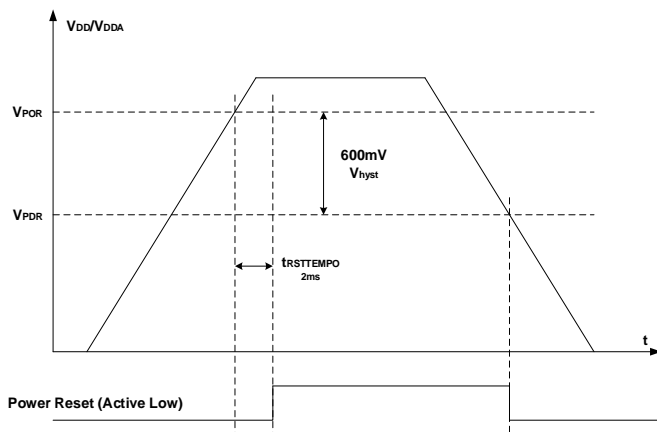 VDD/VDDA
VPOR
600mV
Vhyst
VPDR
tRSTTEMPO
2ms
t
Power Reset (Active Low)